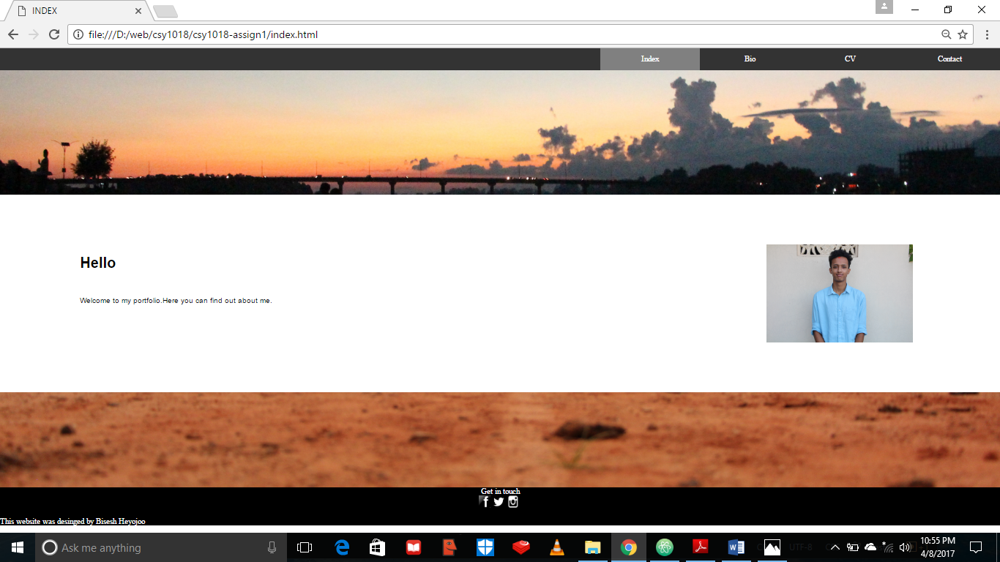 INDEX
file:///D:/web/csy1018/csy1018-assign1/index.html
Index Bio CV Contact
Hello
Welcome to my portfolio.Here you can find out about me.
Get in touch
This website was desinged by Bisesh Heyojoo
Ask me anything
UTF-8
10:55 PM
4/8/2017